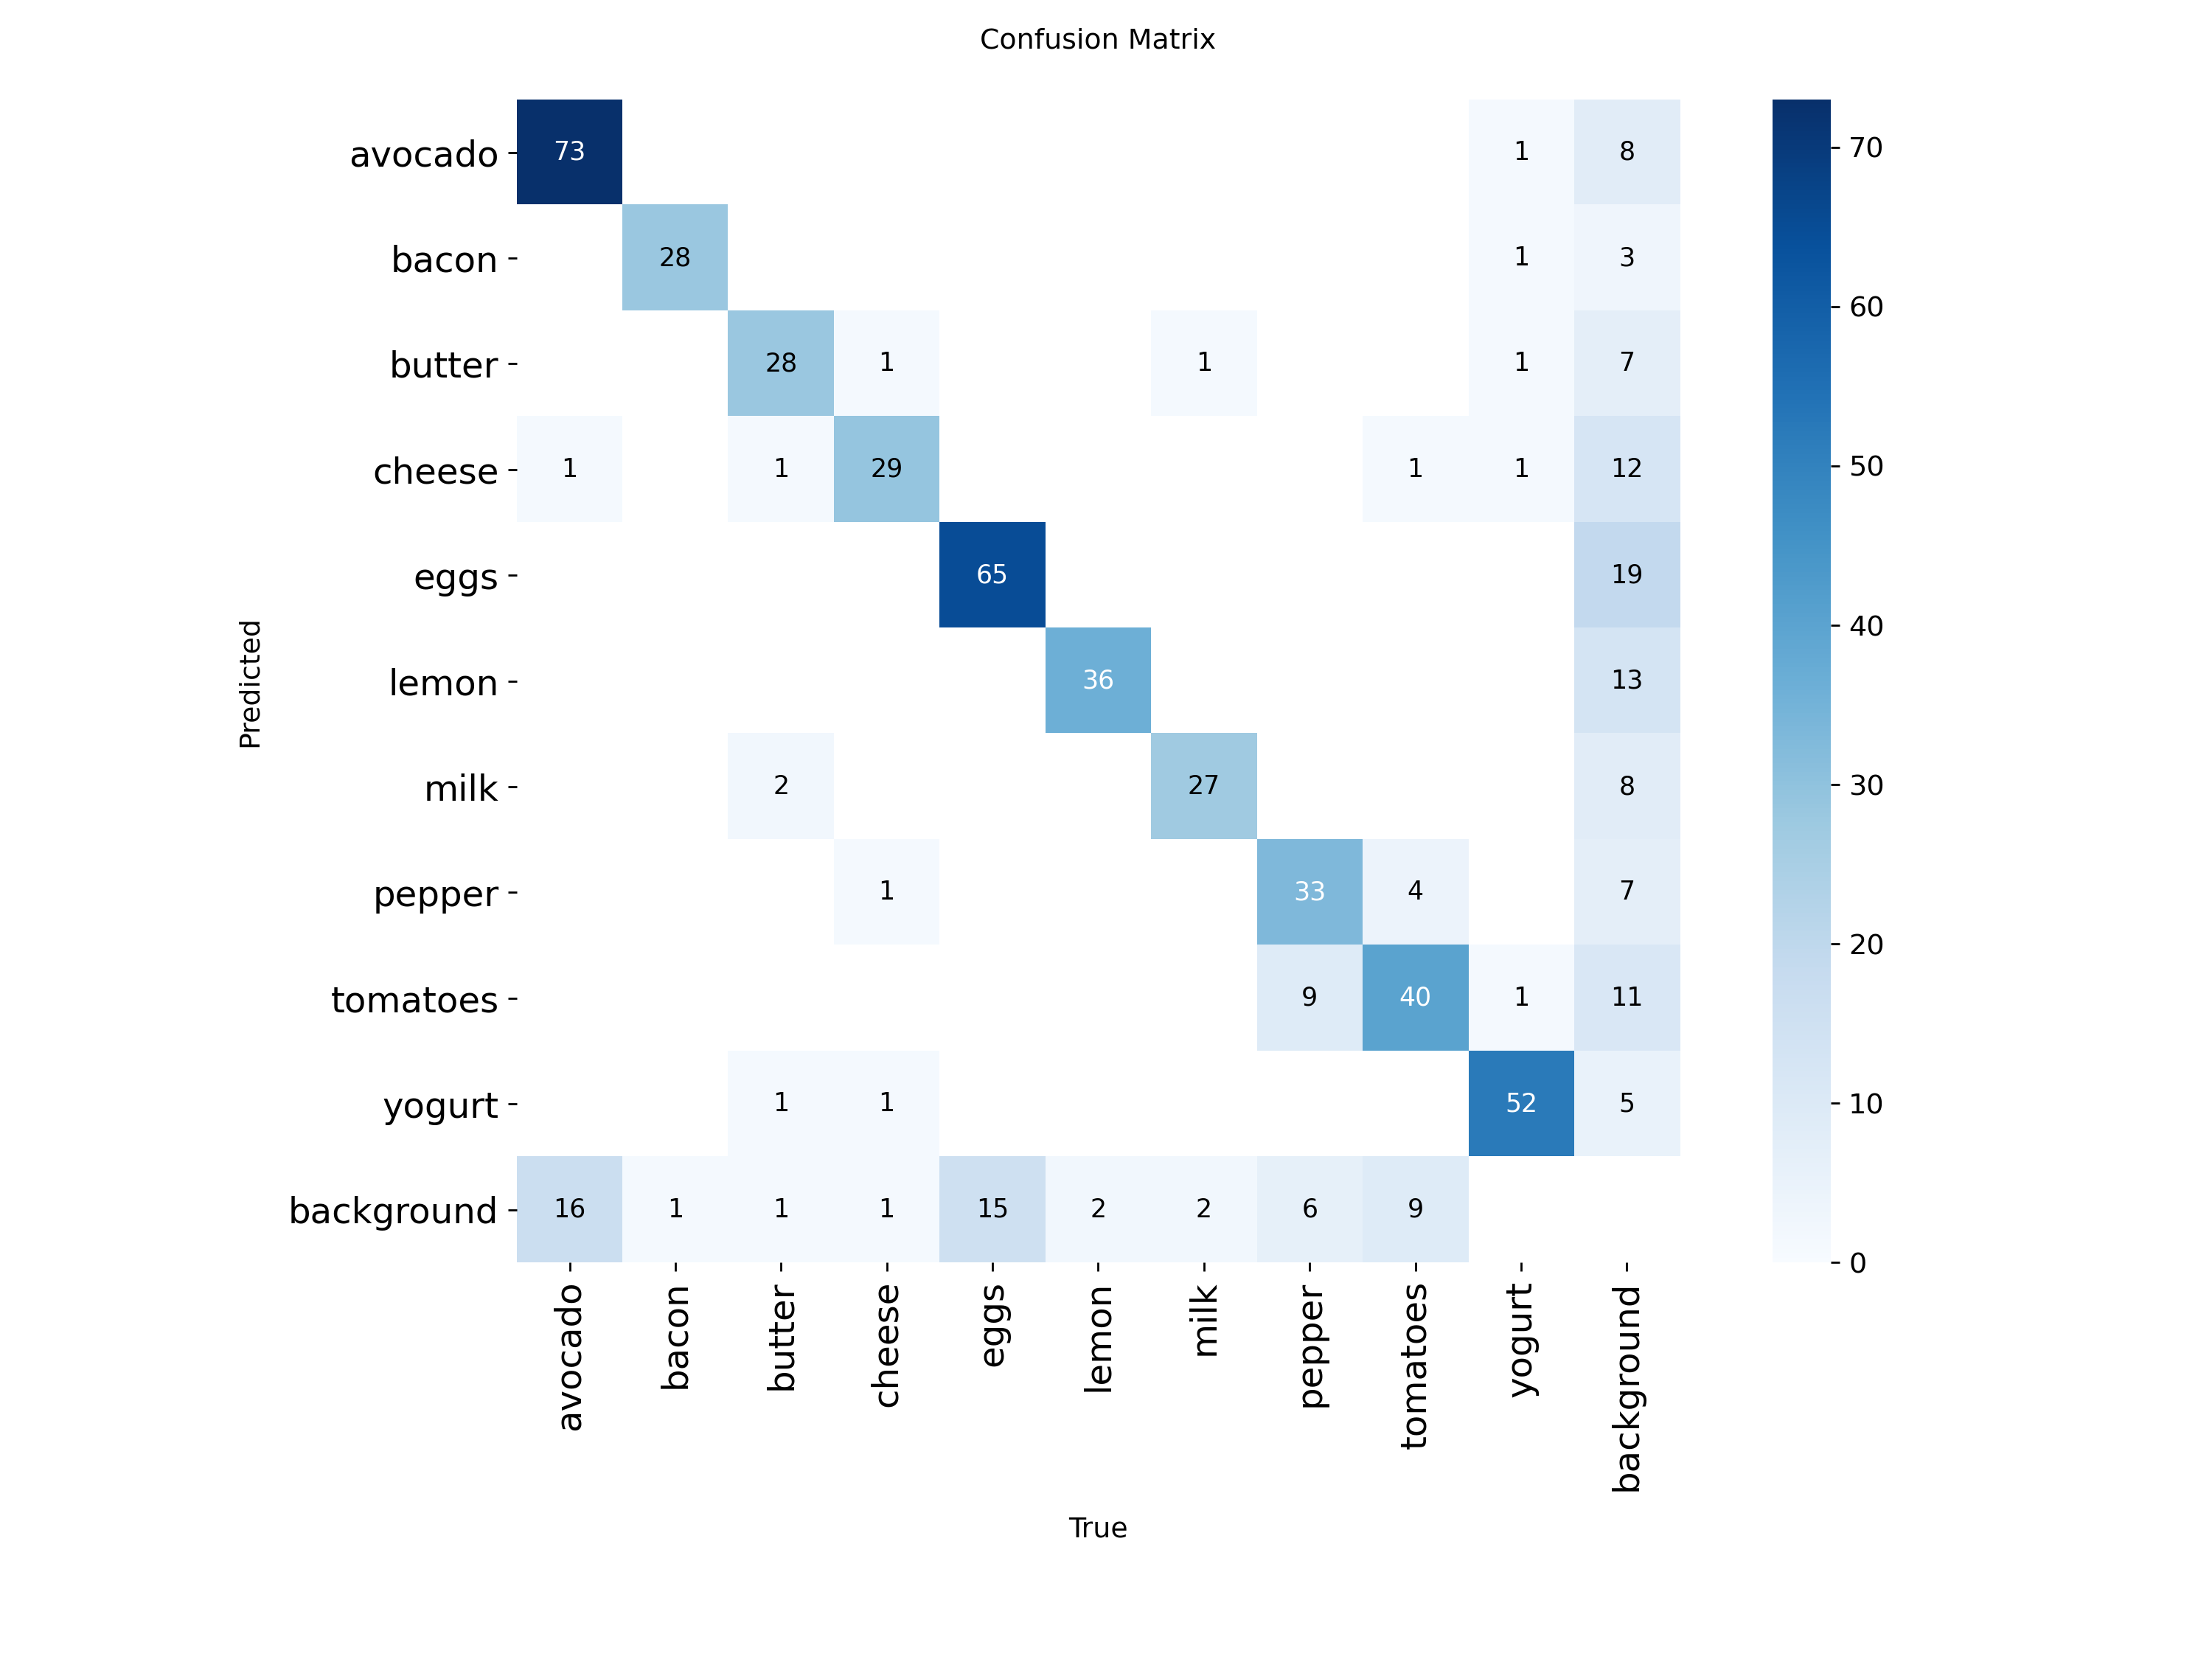 Confusion Matrix
avocado 73 1 8
bacon 28 1 3
butter 28 1 1 1 7
cheese 1 1 29 1 1 12
eggs 65 19
lemon 36 13
milk 2 27 8
pepper 1 33 4 7
tomatoes 9 40 1 11
yogurt 1 1 52 5
background 16 1 1 1 15 2 2 6 9
avocado bacon butter cheese eggs lemon milk pepper tomatoes yogurt background
True
Predicted
70
60
50
40
30
20
10
0